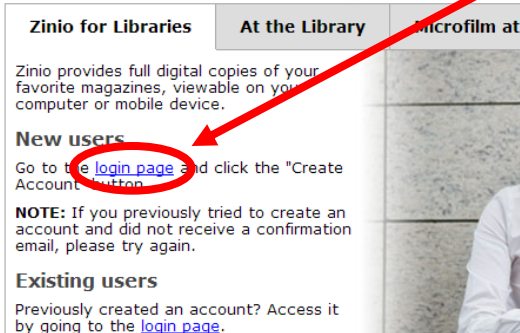 Zinio for Libraries At the Library Microfilm at
Zinio provides full digital copies of your
favorite magazines, viewable on your
computer or mobile device.
New users
Go to the login page and click the "Create
Account" button.
NOTE: If you previously tried to create an
account and did not receive a confirmation
email, please try again.
Existing users
Previously created an account? Access it
by going to the login page.